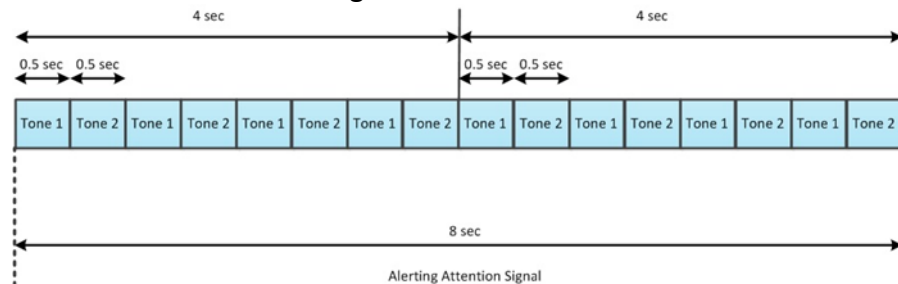 4 sec 4 sec
0.5 sec 0.5 sec 0.5 sec 0.5 sec
Tone 1 Tone 2 Tone 1 Tone 2 Tone 1 Tone 2 Tone 1 Tone 2 Tone 1 Tone 2 Tone 1 Tone 2 Tone 1 Tone 2 Tone 1 Tone 2
8 sec
Alerting Attention Signal